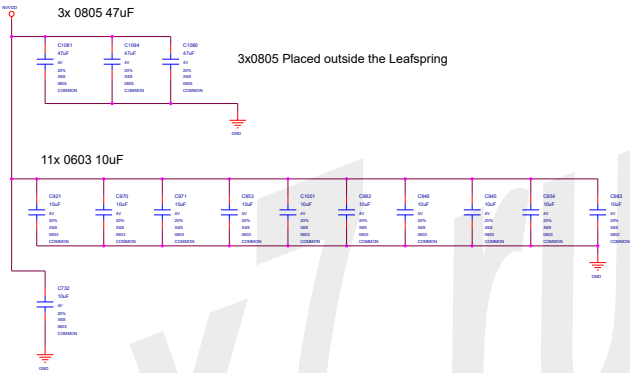 NVVDD
3x 0805 47uF
C1081
47uF
4V
20%
X6S
0805
COMMON
C1094
47uF
4V
20%
X6S
0805
COMMON
C1080
47uF
4V
20%
X6S
0805
COMMON
3x0805 Placed outside the Leafspring
GND
11x 0603 10uF
C921
10uF
4V
20%
X6S
0603
COMMON
C970
10uF
4V
20%
X6S
0603
COMMON
C971
10uF
4V
20%
X6S
0603
COMMON
C953
10uF
4V
20%
X6S
0603
COMMON
C1001
10uF
4V
20%
X6S
0603
COMMON
C982
10uF
4V
20%
X6S
0603
COMMON
C946
10uF
4V
20%
X6S
0603
COMMON
C945
10uF
4V
20%
X6S
0603
COMMON
C954
10uF
4V
20%
X6S
0603
COMMON
C983
10uF
4V
20%
X6S
0603
COMMON
GND
C732
10uF
4V
20%
X6S
0603
COMMON
GND